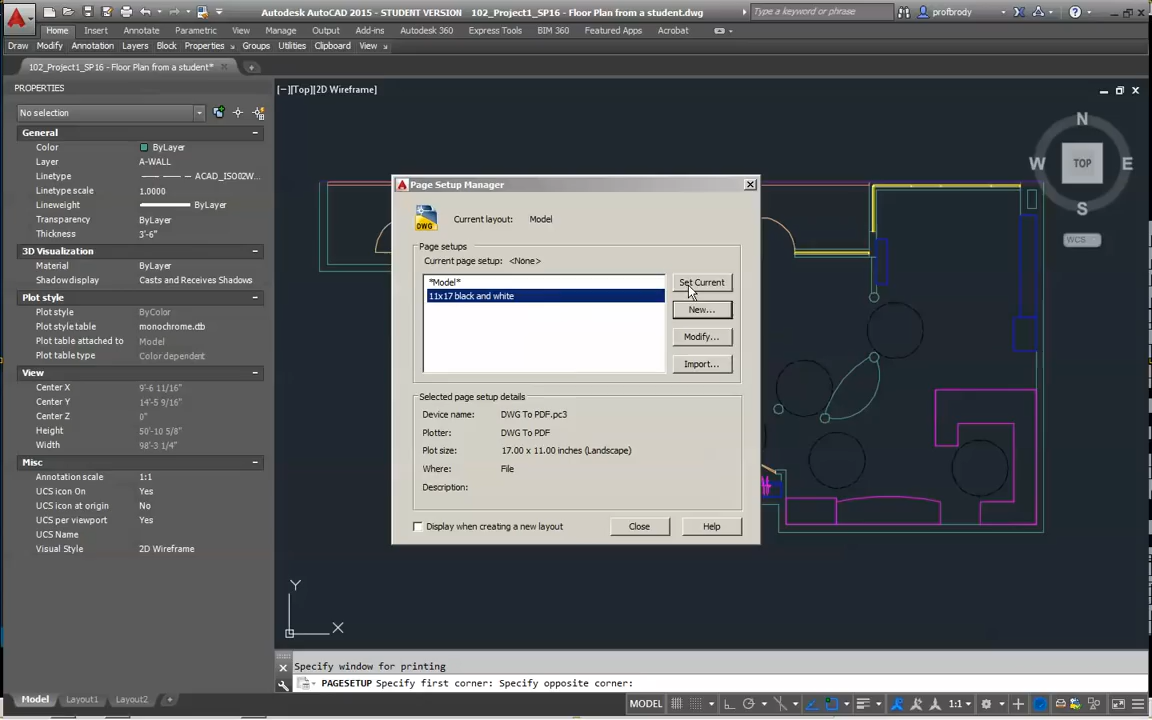 Autodesk AutoCAD 2015 - STUDENT VERSION 102_Project1_SP16 - Floor Plan from a student.dwg
Type a keyword or phrase
profbrody
Home Insert Annotate Parametric View Manage Output Add-ins Autodesk 360 Express Tools BIM 360 Featured Apps Acrobat
Draw Modify Annotation Layers Block Properties Groups Utilities Clipboard View
102_Project1_SP16 - Floor Plan from a student*
PROPERTIES
No selection
General
Color ByLayer
Layer A-WALL
Linetype ACAD_ISO02W...
Linetype scale 1.0000
Lineweight ByLayer
Transparency ByLayer
Thickness 3'-6"
3D Visualization
Material ByLayer
Shadow display Casts and Receives Shadows
Plot style
Plot style ByColor
Plot style table monochrome.ctb
Plot table attached to Model
Plot table type Color dependent
View
Center X 9'-6 11/16"
Center Y 14'-5 9/16"
Center Z 0"
Height 50'-10 5/8"
Width 98'-3 1/4"
Misc
Annotation scale 1:1
UCS icon On Yes
UCS icon at origin No
UCS per viewport Yes
UCS Name
Visual Style 2D Wireframe
[−][Top][2D Wireframe]
N
W TOP E
S
WCS
Page Setup Manager
DWG
Current layout: Model
Page setups
Current page setup: <None>
*Model*
11x17 black and white
Set Current
New...
Modify...
Import...
Selected page setup details
Device name: DWG To PDF.pc3
Plotter: DWG To PDF
Plot size: 17.00 x 11.00 inches (Landscape)
Where: File
Description:
Display when creating a new layout
Close
Help
Y
X
Specify window for printing
PAGESETUP Specify first corner: Specify opposite corner:
Model Layout1 Layout2 +
MODEL
1:1